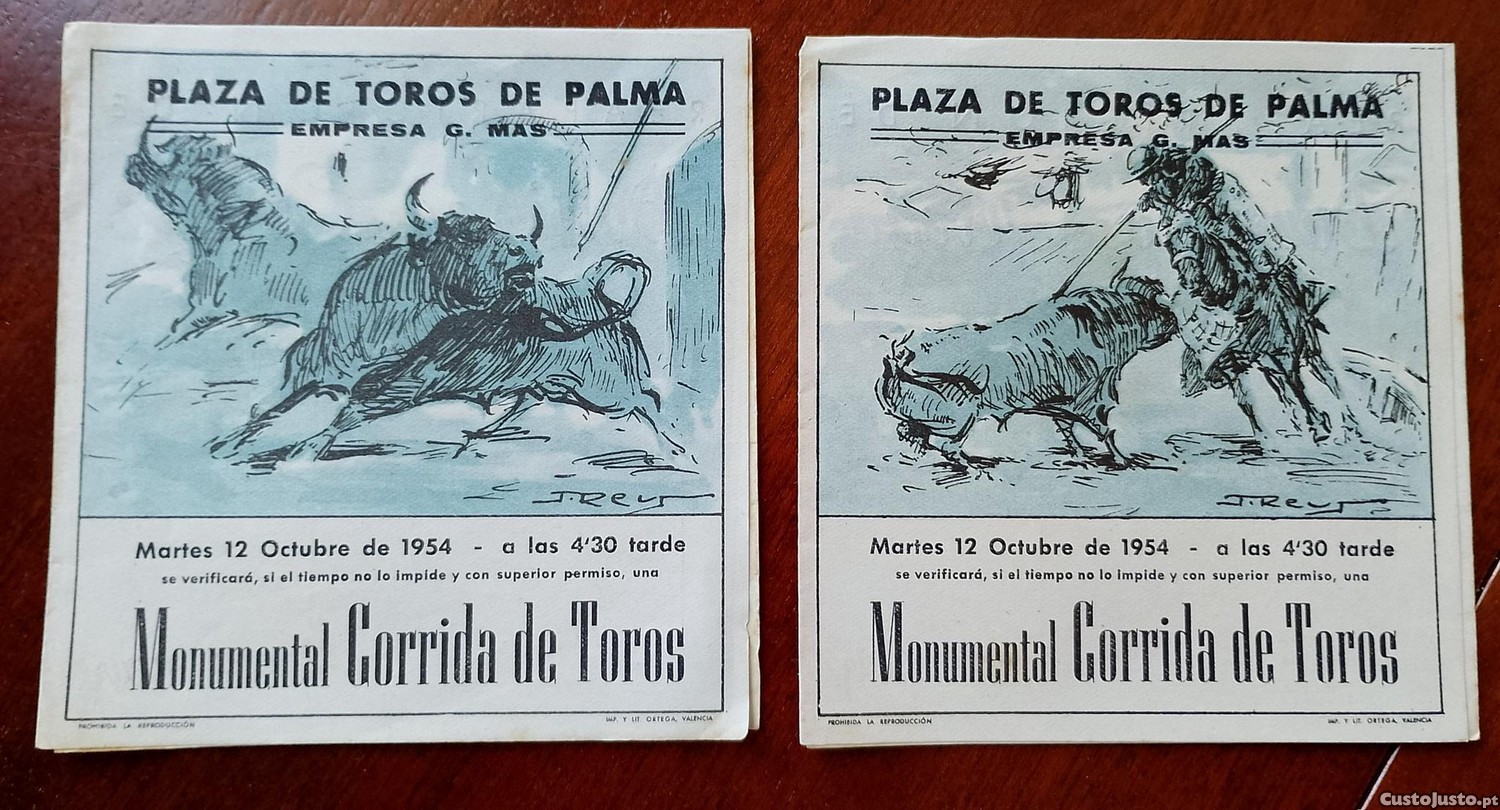 PLAZA DE TOROS DE PALMA
EMPRESA G. MAS
J. Reus
Martes 12 Octubre de 1954 - a las 4'30 tarde
se verificará, si el tiempo no lo impide y con superior permiso, una
Monumental Corrida de Toros
PROHIBIDA LA REPRODUCCIÓN
IMP. Y LIT. ORTEGA, VALENCIA
PLAZA DE TOROS DE PALMA
EMPRESA G. MAS
J. Reus
Martes 12 Octubre de 1954 - a las 4'30 tarde
se verificará, si el tiempo no lo impide y con superior permiso, una
Monumental Corrida de Toros
PROHIBIDA LA REPRODUCCIÓN
IMP. Y LIT. ORTEGA, VALENCIA
CustoJusto.pt